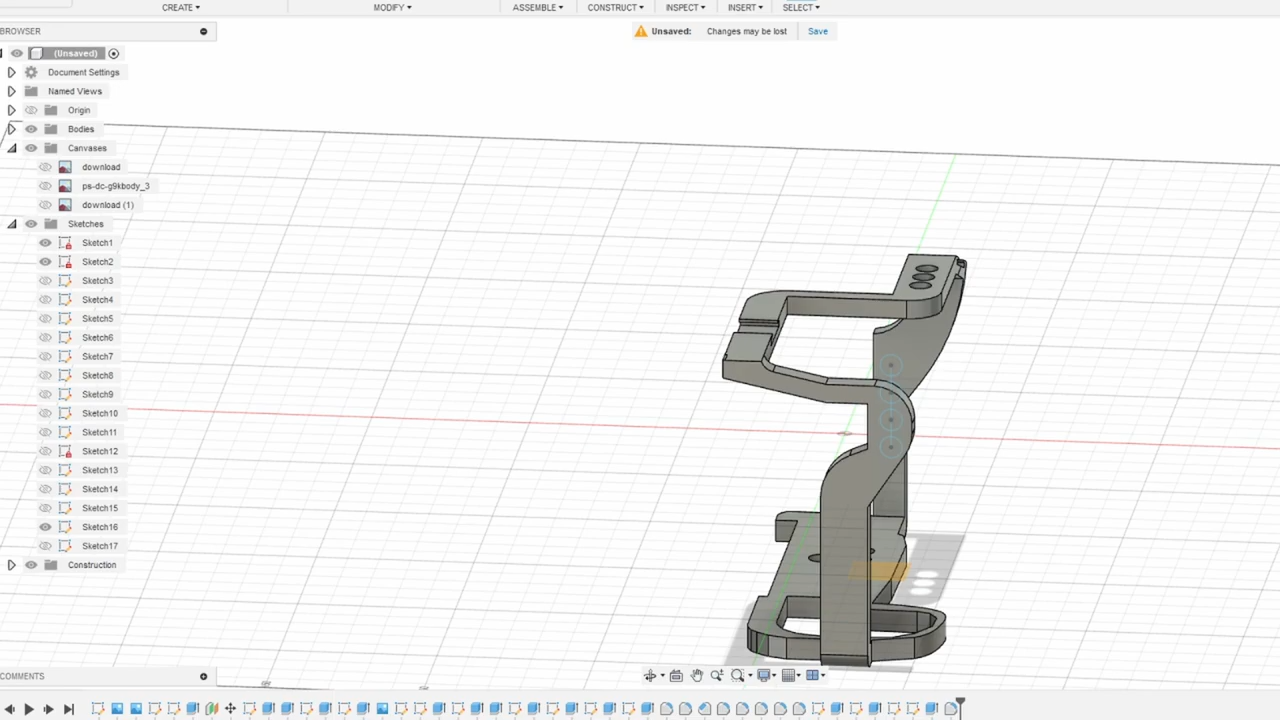 CREATE MODIFY ASSEMBLE CONSTRUCT INSPECT INSERT SELECT
BROWSER
Unsaved: Changes may be lost Save
(Unsaved)
Document Settings
Named Views
Origin
Bodies
Canvases
download
ps-dc-g9kbody_3
download (1)
Sketches
Sketch1
Sketch2
Sketch3
Sketch4
Sketch5
Sketch6
Sketch7
Sketch8
Sketch9
Sketch10
Sketch11
Sketch12
Sketch13
Sketch14
Sketch15
Sketch16
Sketch17
Construction
COMMENTS